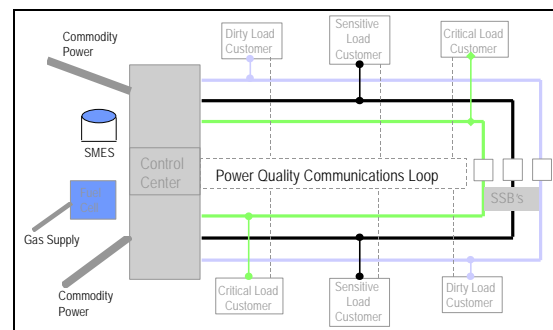 Commodity
Power
Dirty Load
Customer
Sensitive
Load
Customer
Critical Load
Customer
SMES
Control
Center
Power Quality Communications Loop
SSB's
Gas Supply
Commodity
Power
Critical Load
Customer
Sensitive
Load
Customer
Dirty Load
Customer